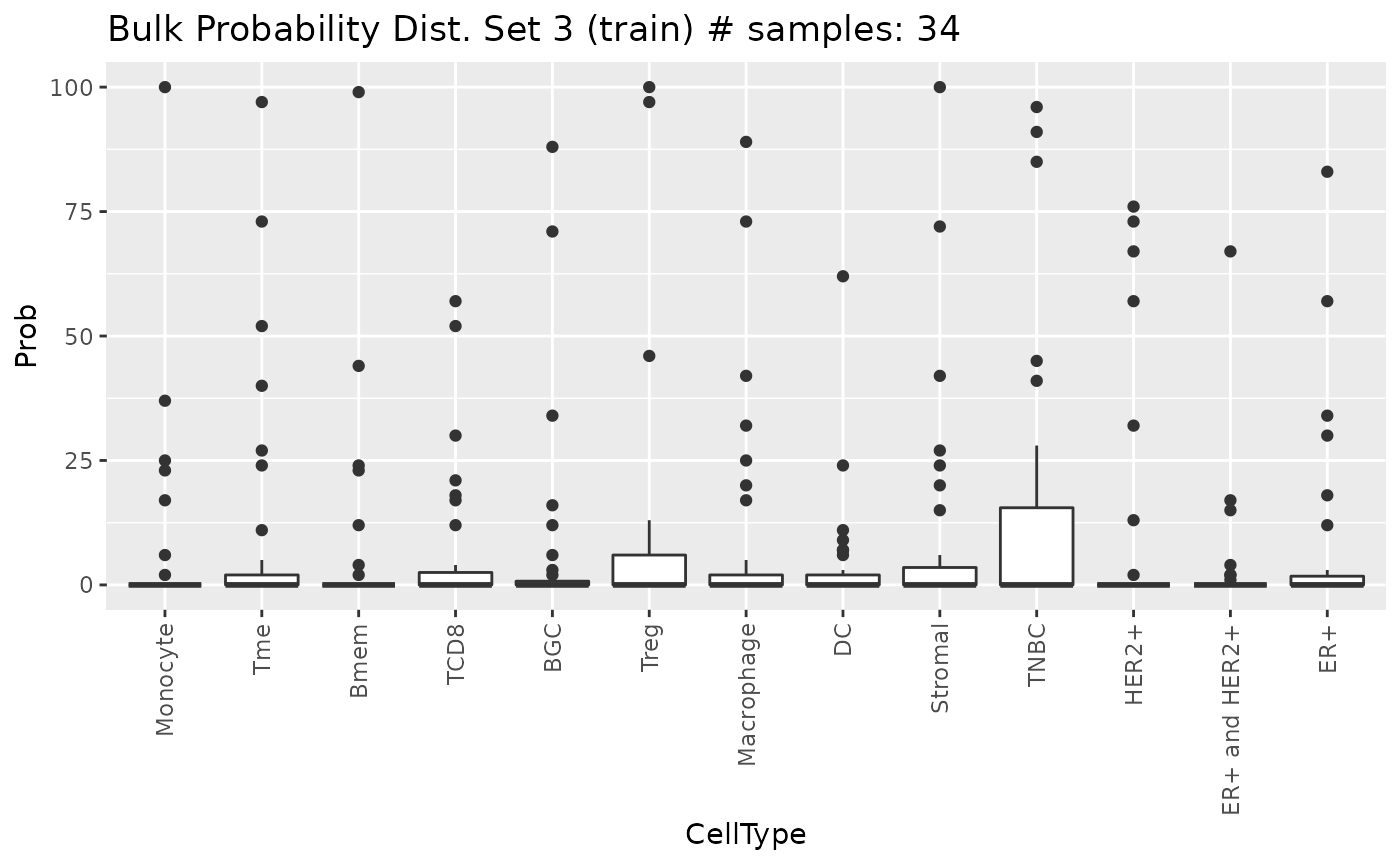 Bulk Probability Dist. Set 3 (train) # samples: 34
Prob
100
75
50
25
0
Monocyte
Tme
Bmem
TCD8
BGC
Treg
Macrophage
DC
Stromal
TNBC
HER2+
ER+ and HER2+
ER+
CellType